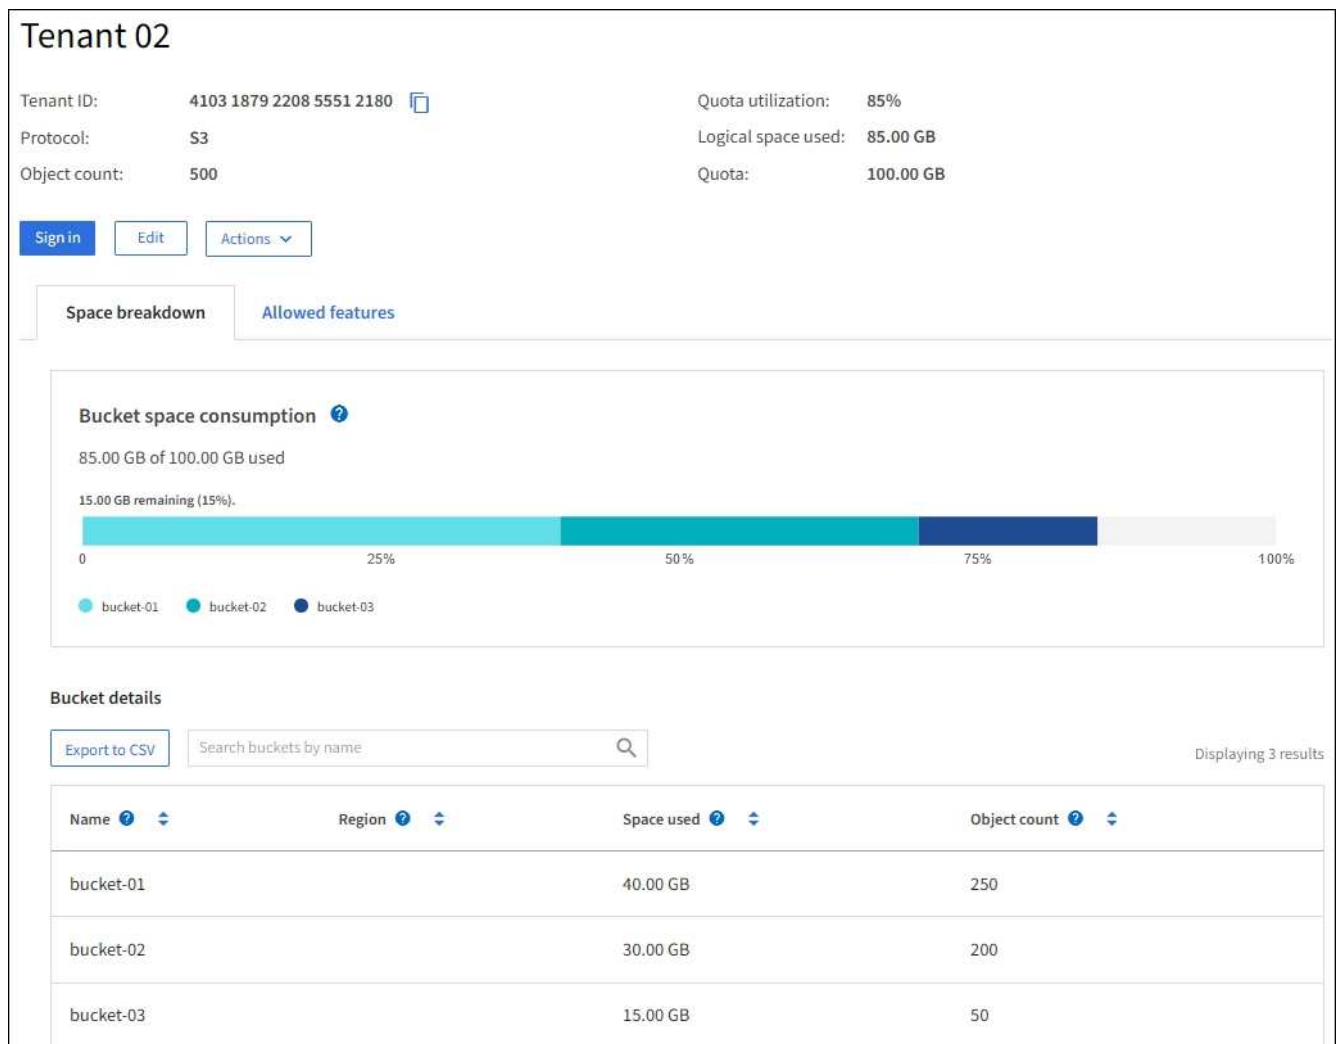 Tenant 02
Tenant ID: 4103 1879 2208 5551 2180
Protocol: S3
Object count: 500
Quota utilization: 85%
Logical space used: 85.00 GB
Quota: 100.00 GB
Sign in Edit Actions
Space breakdown Allowed features
Bucket space consumption ?
85.00 GB of 100.00 GB used
15.00 GB remaining (15%).
0 25% 50% 75% 100%
bucket-01 bucket-02 bucket-03
Bucket details
Export to CSV Search buckets by name Displaying 3 results
Name ? Region ? Space used ? Object count ?
bucket-01 40.00 GB 250
bucket-02 30.00 GB 200
bucket-03 15.00 GB 50